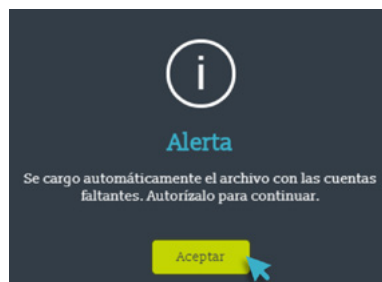 i
Alerta
Se cargo automáticamente el archivo con las cuentas
faltantes. Autorízalo para continuar.
Aceptar